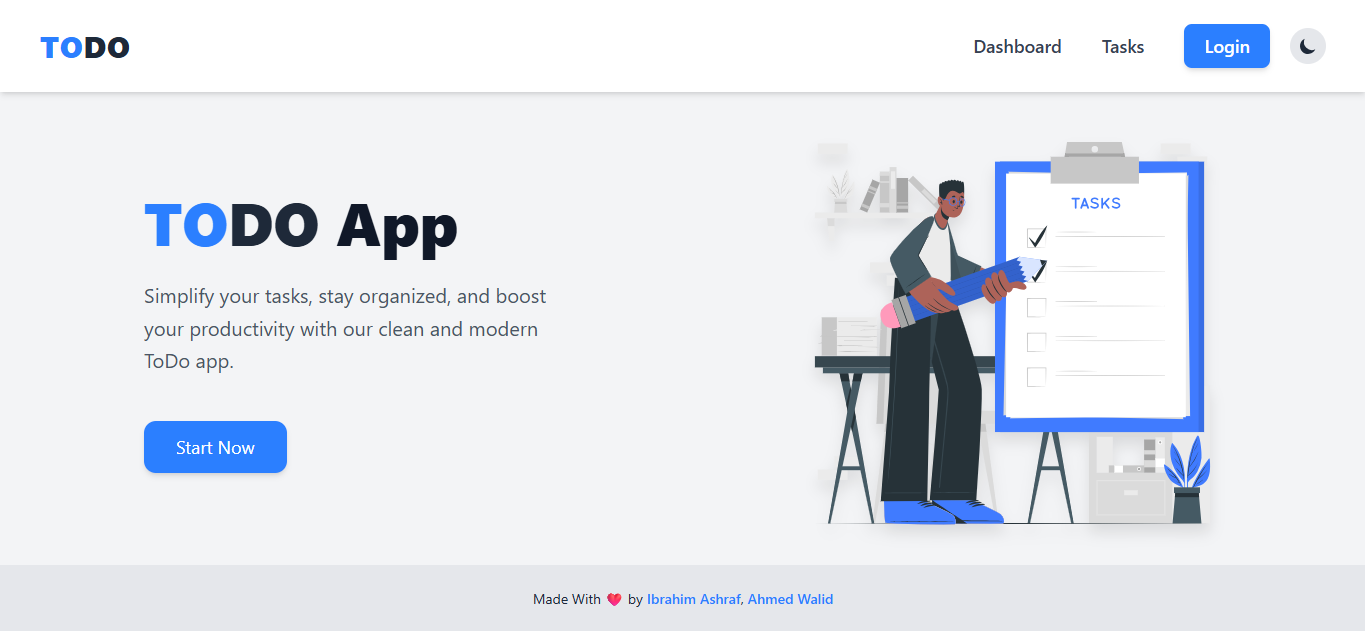 TODO
Dashboard
Tasks
Login
TODO App
Simplify your tasks, stay organized, and boost
your productivity with our clean and modern
ToDo app.
Start Now
TASKS
Made With ❤️ by Ibrahim Ashraf, Ahmed Walid